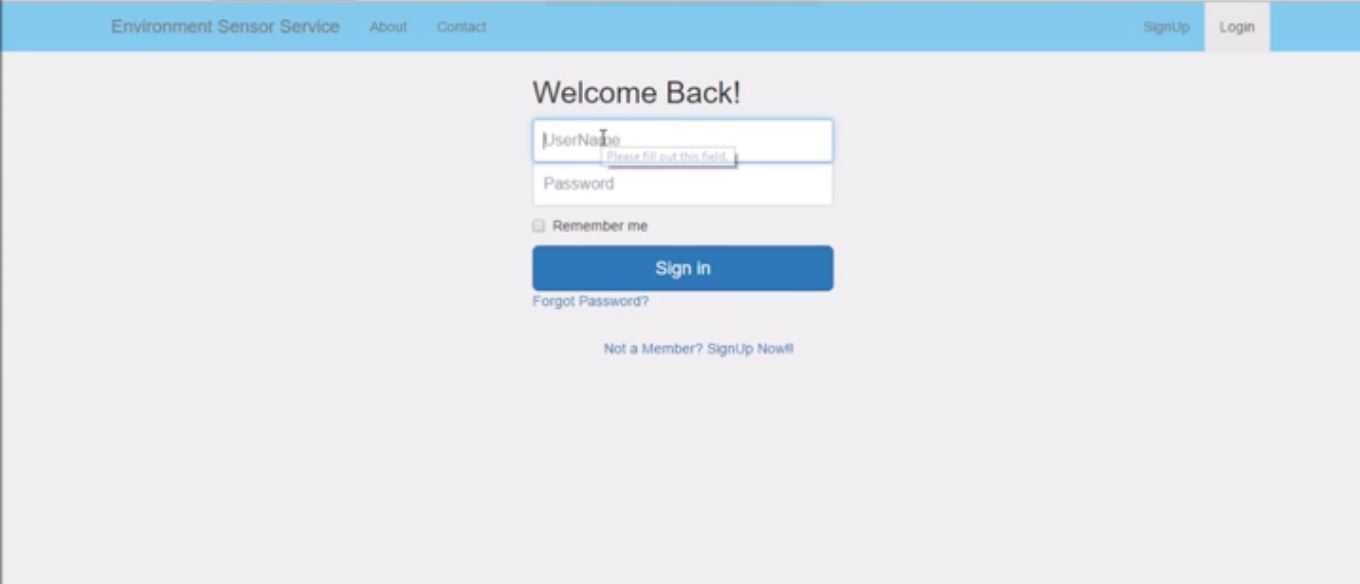 Environment Sensor Service About Contact SignUp Login
Welcome Back!
UserName
Please fill out this field.
Password
Remember me
Sign in
Forgot Password?
Not a Member? SignUp Now!!!